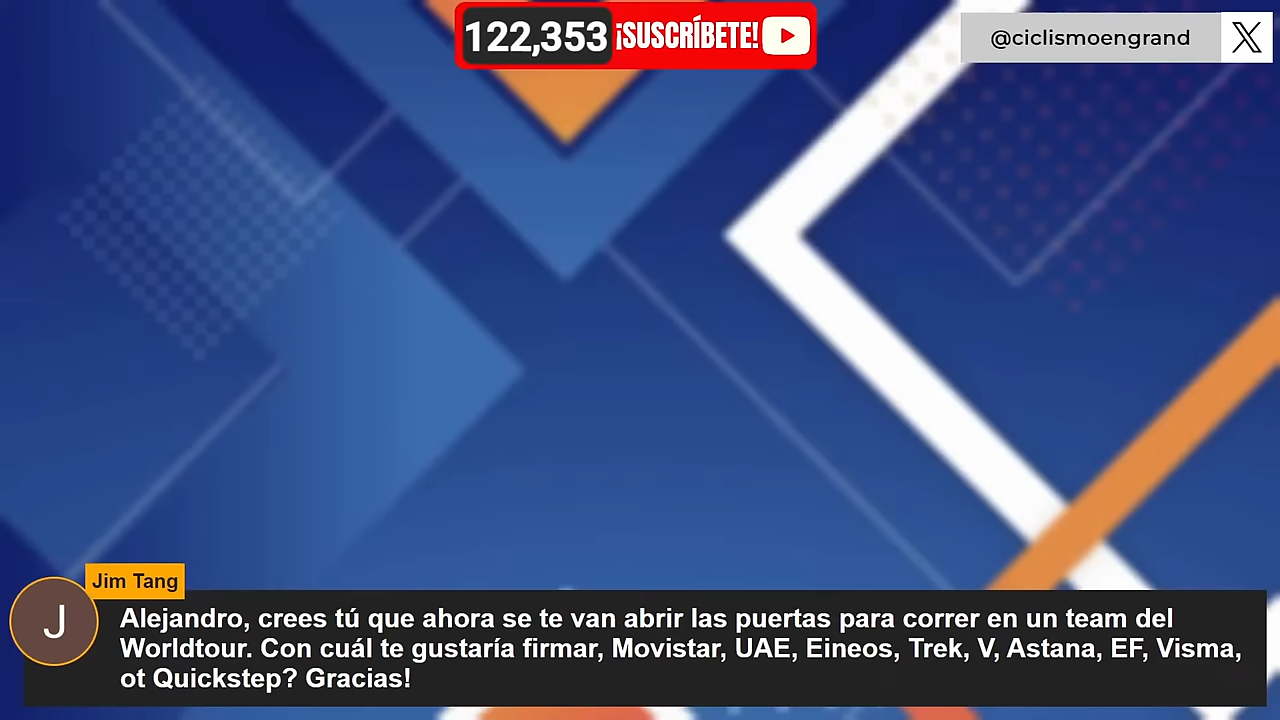 122,353 ¡SUSCRÍBETE!
@ciclismoengrand
Jim Tang
J
Alejandro, crees tú que ahora se te van abrir las puertas para correr en un team del
Worldtour. Con cuál te gustaría firmar, Movistar, UAE, Eineos, Trek, V, Astana, EF, Visma,
ot Quickstep? Gracias!